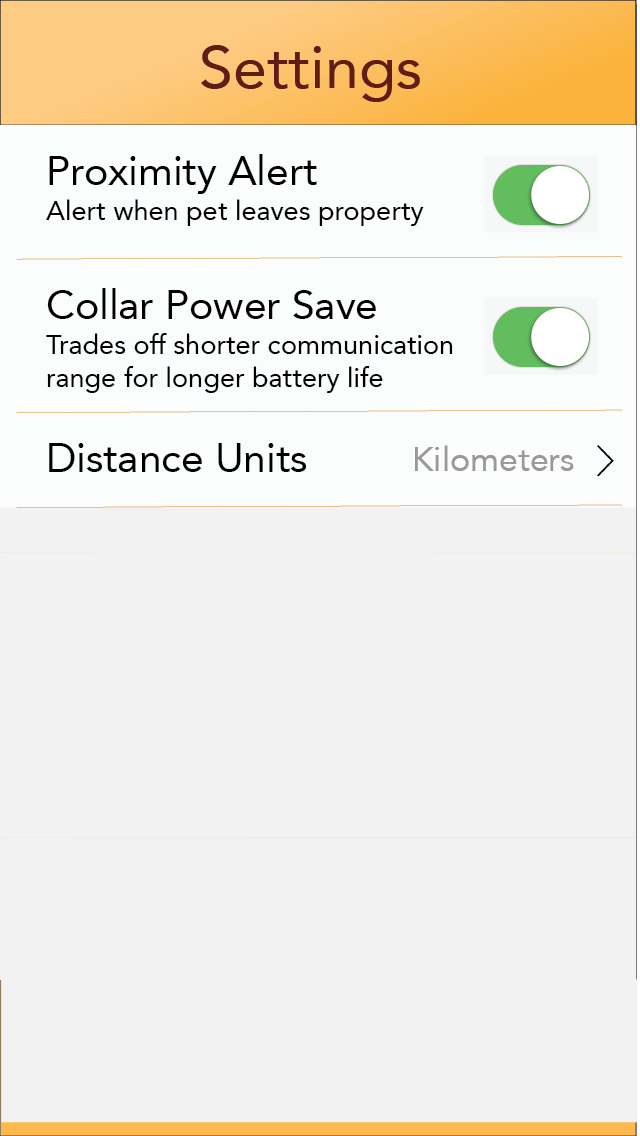 Settings
Proximity Alert
Alert when pet leaves property
Collar Power Save
Trades off shorter communication
range for longer battery life
Distance Units Kilometers